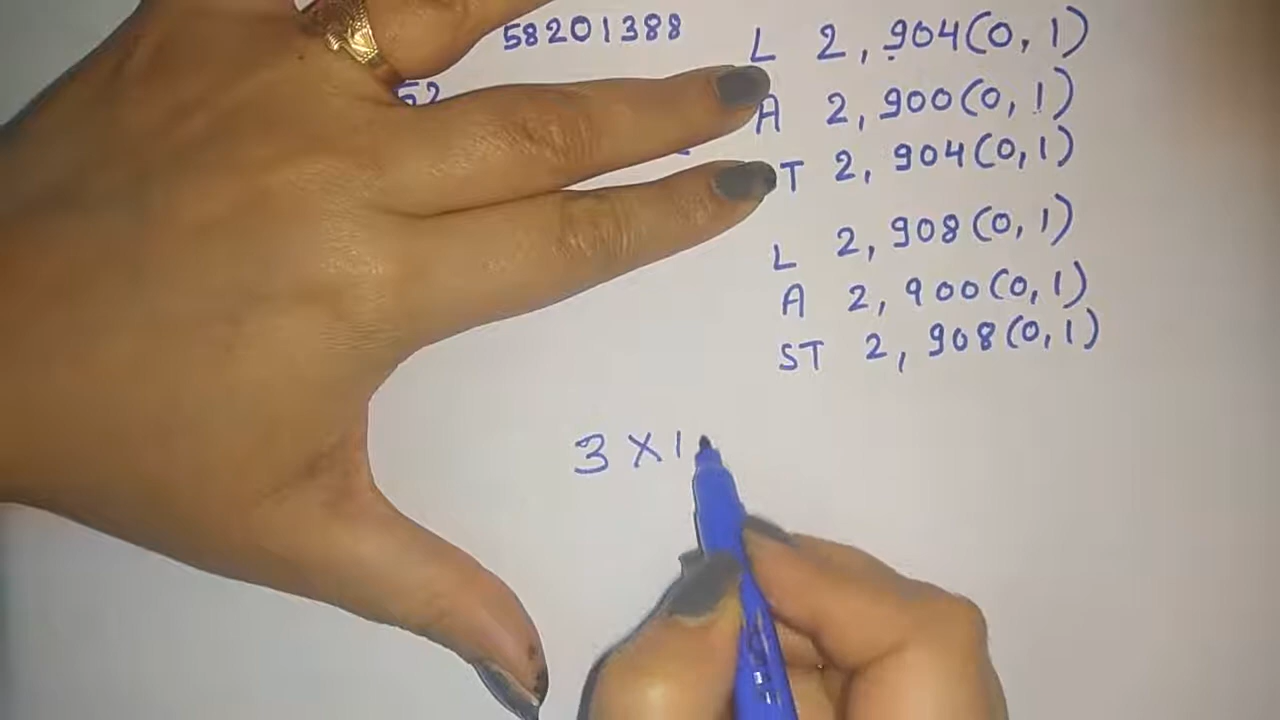 58201388
52
L 2, 904(0, 1)
A 2, 900(0, 1)
T 2, 904(0, 1)
L 2, 908(0, 1)
A 2, 900(0, 1)
ST 2, 908(0, 1)
3 X 1